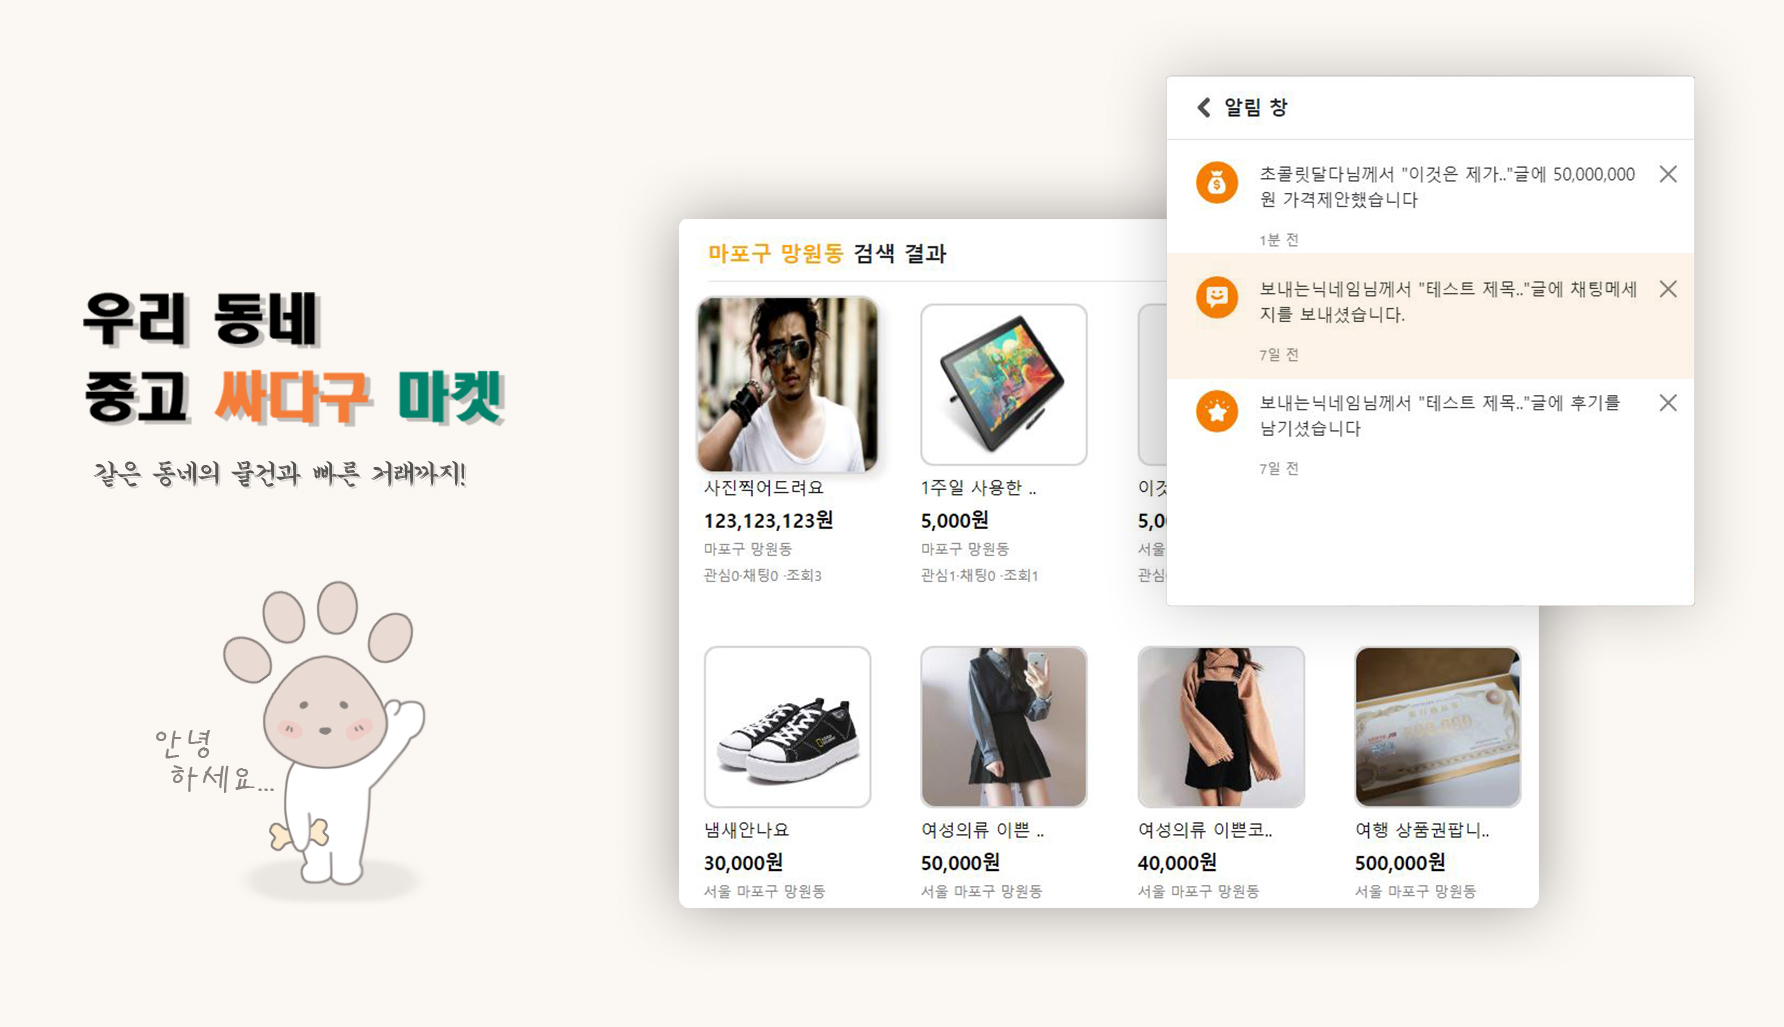 우리 동네
중고 싸다구 마켓
같은 동네의 물건과 빠른 거래까지!
안녕
하세요...
마포구 망원동 검색 결과
사진찍어드려요
123,123,123원
마포구 망원동
관심0·채팅0 ·조회3
1주일 사용한 ..
5,000원
마포구 망원동
관심1·채팅0 ·조회1
이것
5,0
서울
관심
냄새안나요
30,000원
서울 마포구 망원동
여성의류 이쁜 ..
50,000원
서울 마포구 망원동
여성의류 이쁜코..
40,000원
서울 마포구 망원동
여행 상품권팝니..
500,000원
서울 마포구 망원동
알림 창
초콜릿달다님께서 "이것은 제가.."글에 50,000,000
원 가격제안했습니다
1분 전
보내는닉네임님께서 "테스트 제목.."글에 채팅메세
지를 보내셨습니다.
7일 전
보내는닉네임님께서 "테스트 제목.."글에 후기를
남기셨습니다
7일 전